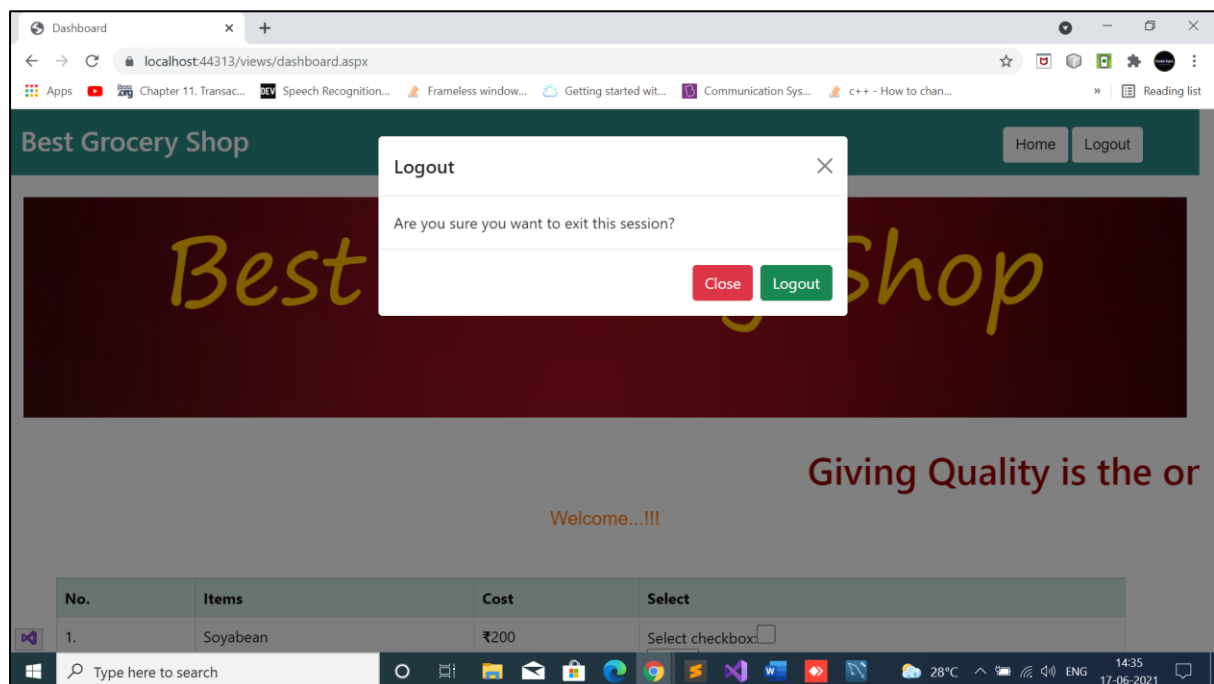 Dashboard
localhost:44313/views/dashboard.aspx
Apps Chapter 11. Transac... DEV Speech Recognition... Frameless window... Getting started wit... Communication Sys... c++ - How to chan... » Reading list
Best Grocery Shop
Home Logout
Logout
Are you sure you want to exit this session?
Close Logout
Best Shop
Giving Quality is the or
Welcome...!!!
No. Items Cost Select
1. Soyabean ₹200 Select checkbox:
Type here to search
28°C ENG 14:35
17-06-2021